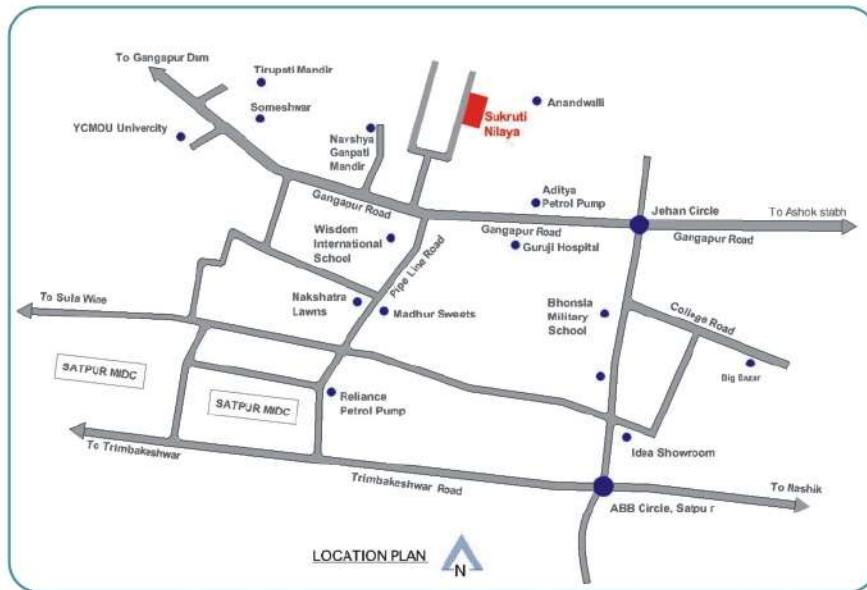 To Gangapur Dam
Tirupati Mandir
Someshwar
YCMOU Univercity
Navshya
Ganpati
Mandir
Sukruti
Nilaya
Anandwalli
Aditya
Petrol Pump
Jehan Circle
To Ashok stabh
Gangapur Road
Gangapur Road
Gangapur Road
Guruji Hospital
Wisdom
International
School
Pipe Line Road
Nakshatra
Lawns
Madhur Sweets
Bhonsla
Military
School
College Road
Big Bazar
To Sula Wine
SATPUR MIDC
SATPUR MIDC
Reliance
Petrol Pump
Idea Showroom
To Trimbakeshwar
Trimbakeshwar Road
To Nashik
ABB Circle, Satpur
LOCATION PLAN
N